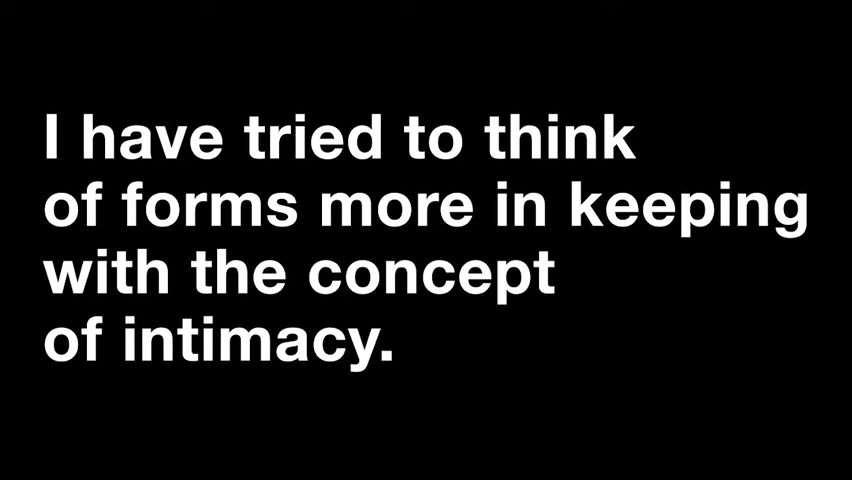 I have tried to think
of forms more in keeping
with the concept
of intimacy.